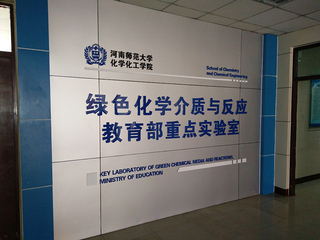 河南师范大学
化学化工学院
School of Chemistry
and Chemical Engineering
绿色化学介质与反应
教育部重点实验室
KEY LABORATORY OF GREEN CHEMICAL MEDIA AND REACTIONS,
MINISTRY OF EDUCATION